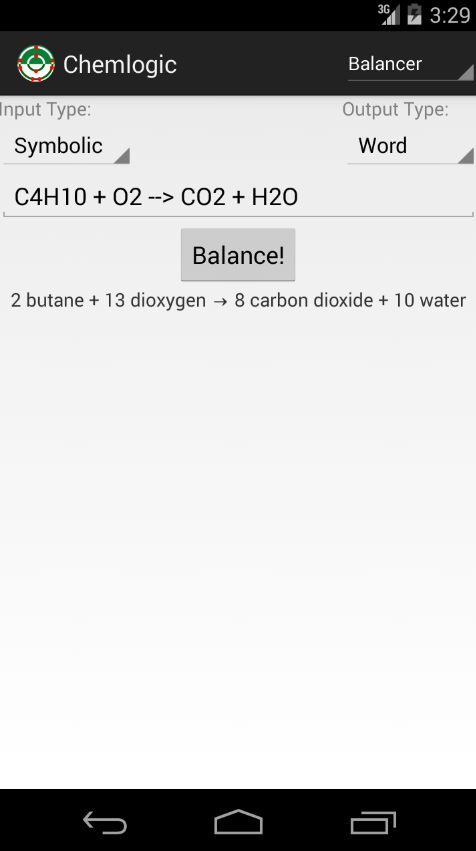 3G 3:29
Chemlogic Balancer
Input Type: Output Type:
Symbolic Word
C4H10 + O2 --> CO2 + H2O
Balance!
2 butane + 13 dioxygen → 8 carbon dioxide + 10 water